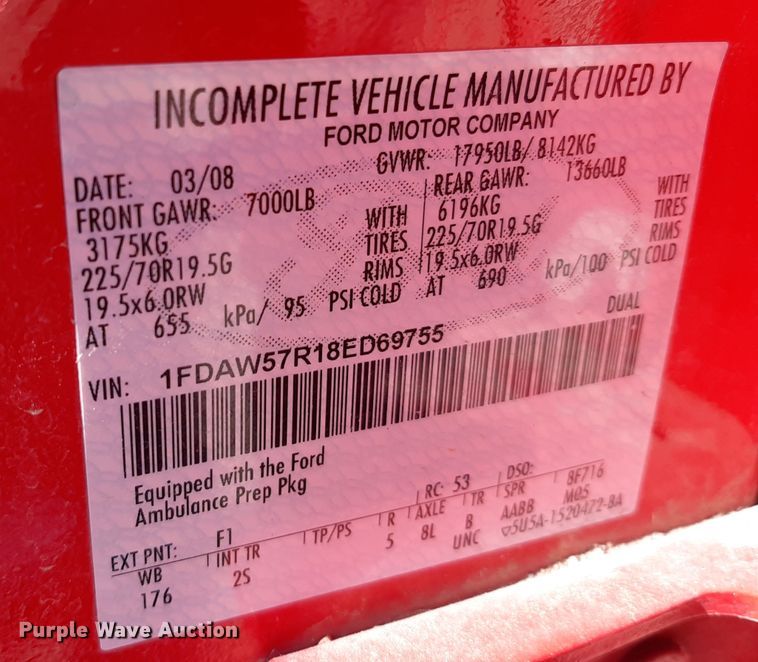 INCOMPLETE VEHICLE MANUFACTURED BY
FORD MOTOR COMPANY
DATE: 03/08 GVWR: 17950LB/ 8142KG
FRONT GAWR: 7000LB REAR GAWR: 13660LB
3175KG WITH 6196KG WITH
225/70R19.5G TIRES 225/70R19.5G TIRES
19.5x6.0RW RIMS 19.5x6.0RW RIMS
AT 655 kPa/ 95 PSI COLD AT 690 kPa/100 PSI COLD
DUAL
VIN: 1FDAW57R18ED69755
Equipped with the Ford
Ambulance Prep Pkg
EXT PNT: F1 RC: 53 DSO:
WB INT TR TP/PS R AXLE TR SPR 8F716
176 2S 5 8L B AABB M05
UNC 5U5A-1520472-BA
Purple Wave Auction